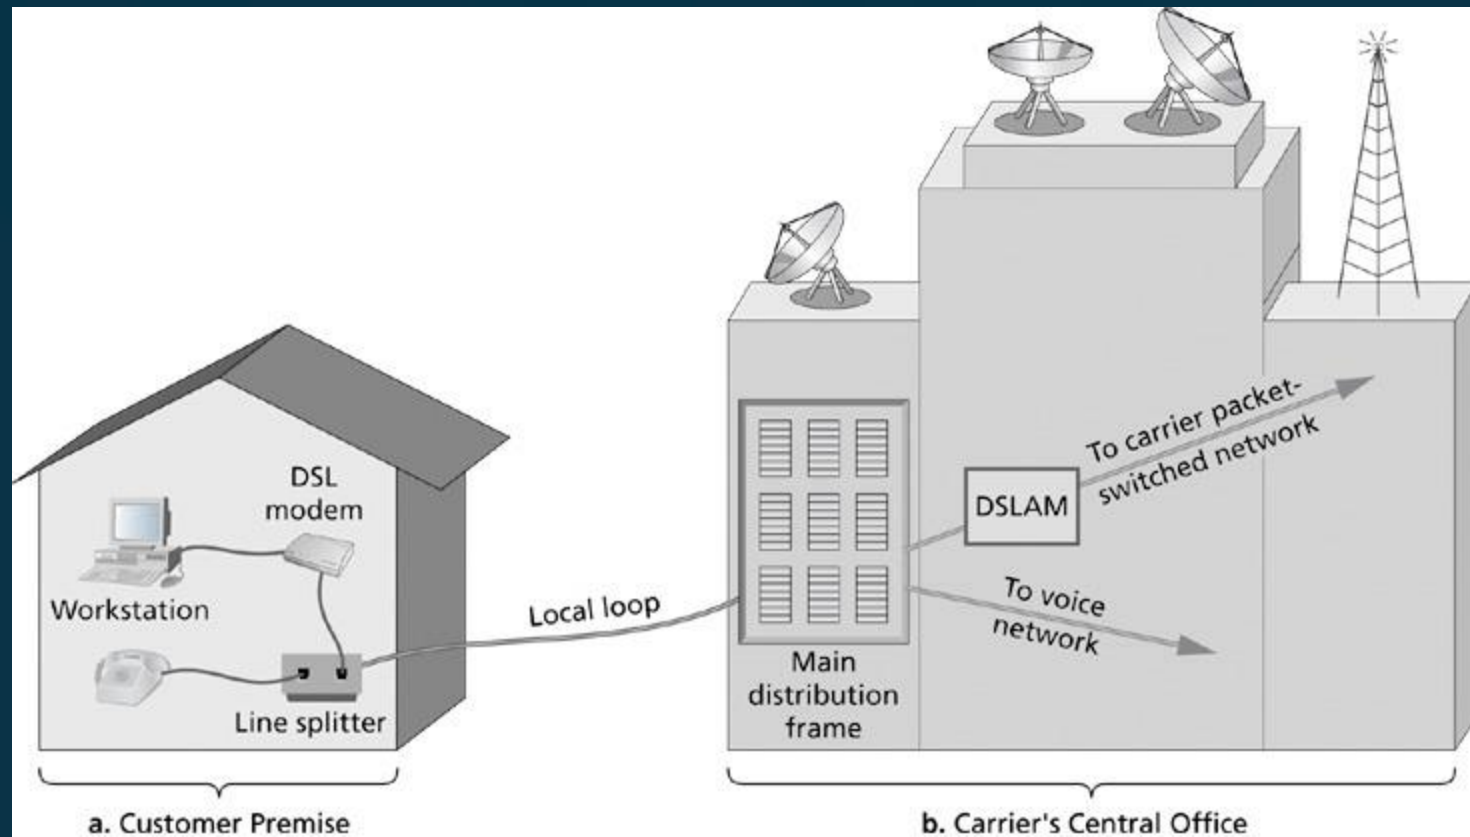 DSL
modem
Workstation
Line splitter
Local loop
Main
distribution
frame
DSLAM
To carrier packet-
switched network
To voice
network
a. Customer Premise
b. Carrier's Central Office